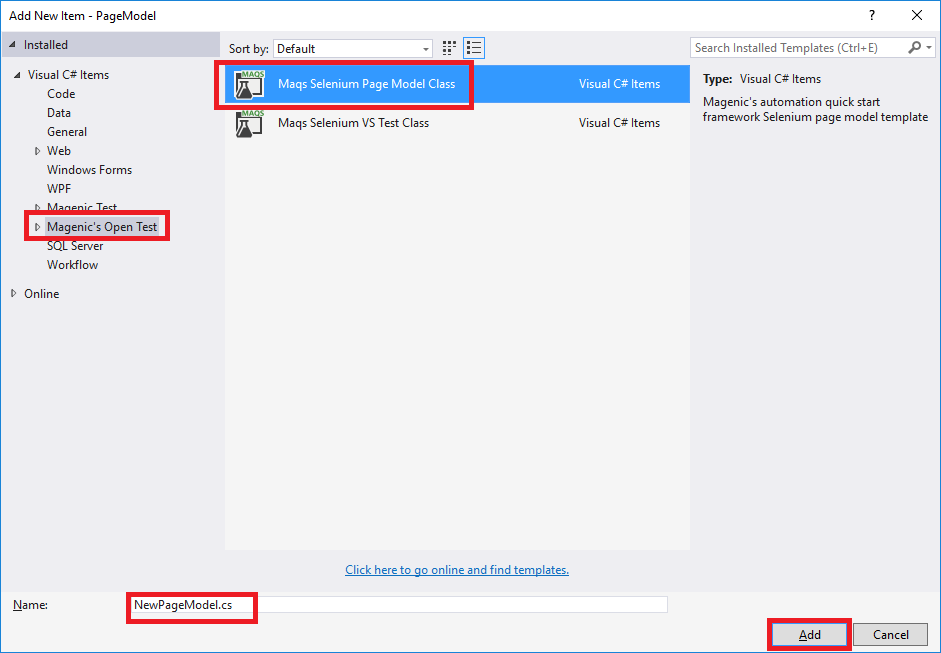 Add New Item - PageModel
?
Installed
Sort by: Default
Search Installed Templates (Ctrl+E)
Visual C# Items
Code
Data
General
Web
Windows Forms
WPF
Magenic Test
Magenic's Open Test
SQL Server
Workflow
Online
MAQS
Maqs Selenium Page Model Class
Visual C# Items
MAQS
Maqs Selenium VS Test Class
Visual C# Items
Type: Visual C# Items
Magenic's automation quick start
framework Selenium page model template
Click here to go online and find templates.
Name:
NewPageModel.cs
Add
Cancel